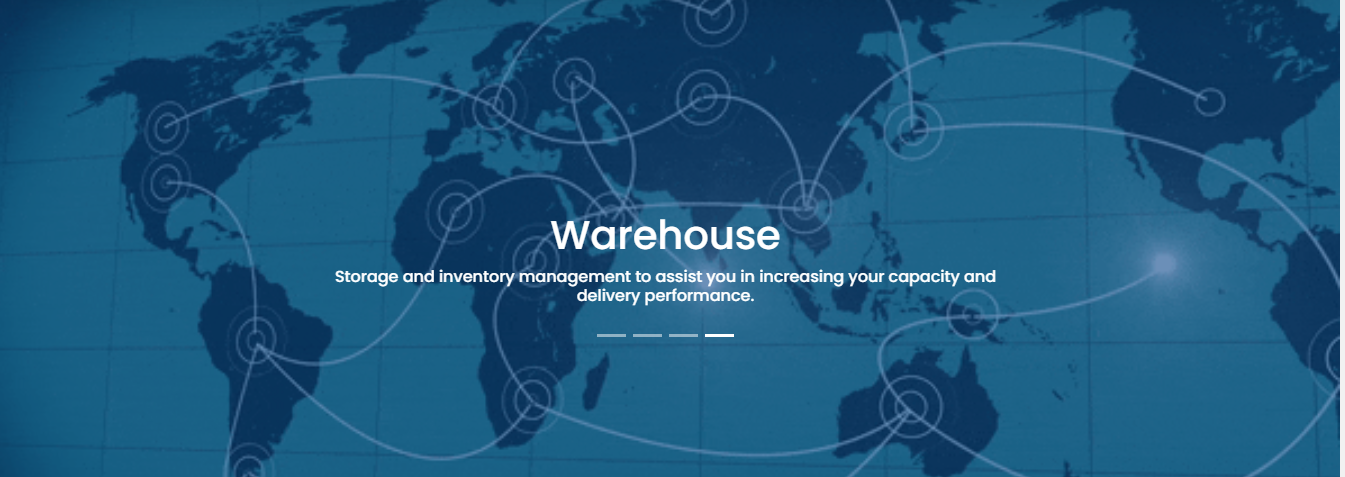 Warehouse
Storage and inventory management to assist you in increasing your capacity and
delivery performance.